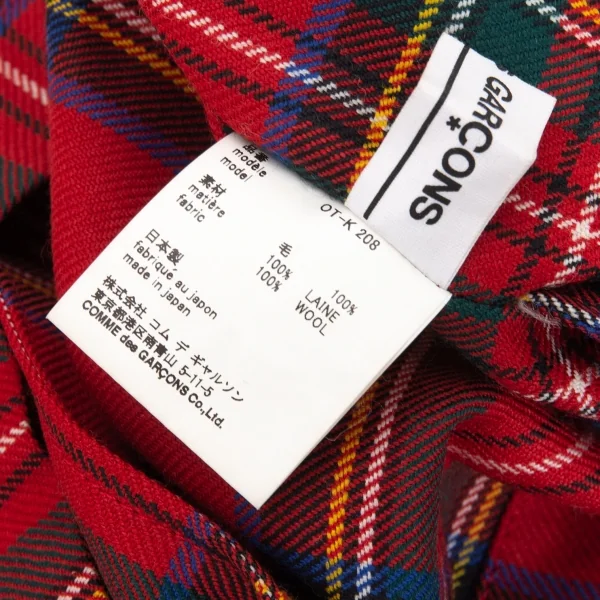 GARÇONS
*
品番
modèle
model
OT-K 208
素材
matière
fabric
毛 100%
100% LAINE
100% WOOL
日本製
fabriqué au japon
made in japan
株式会社 コム デ ギャルソン
東京都港区南青山 5-11-5
COMME des GARÇONS Co., Ltd.